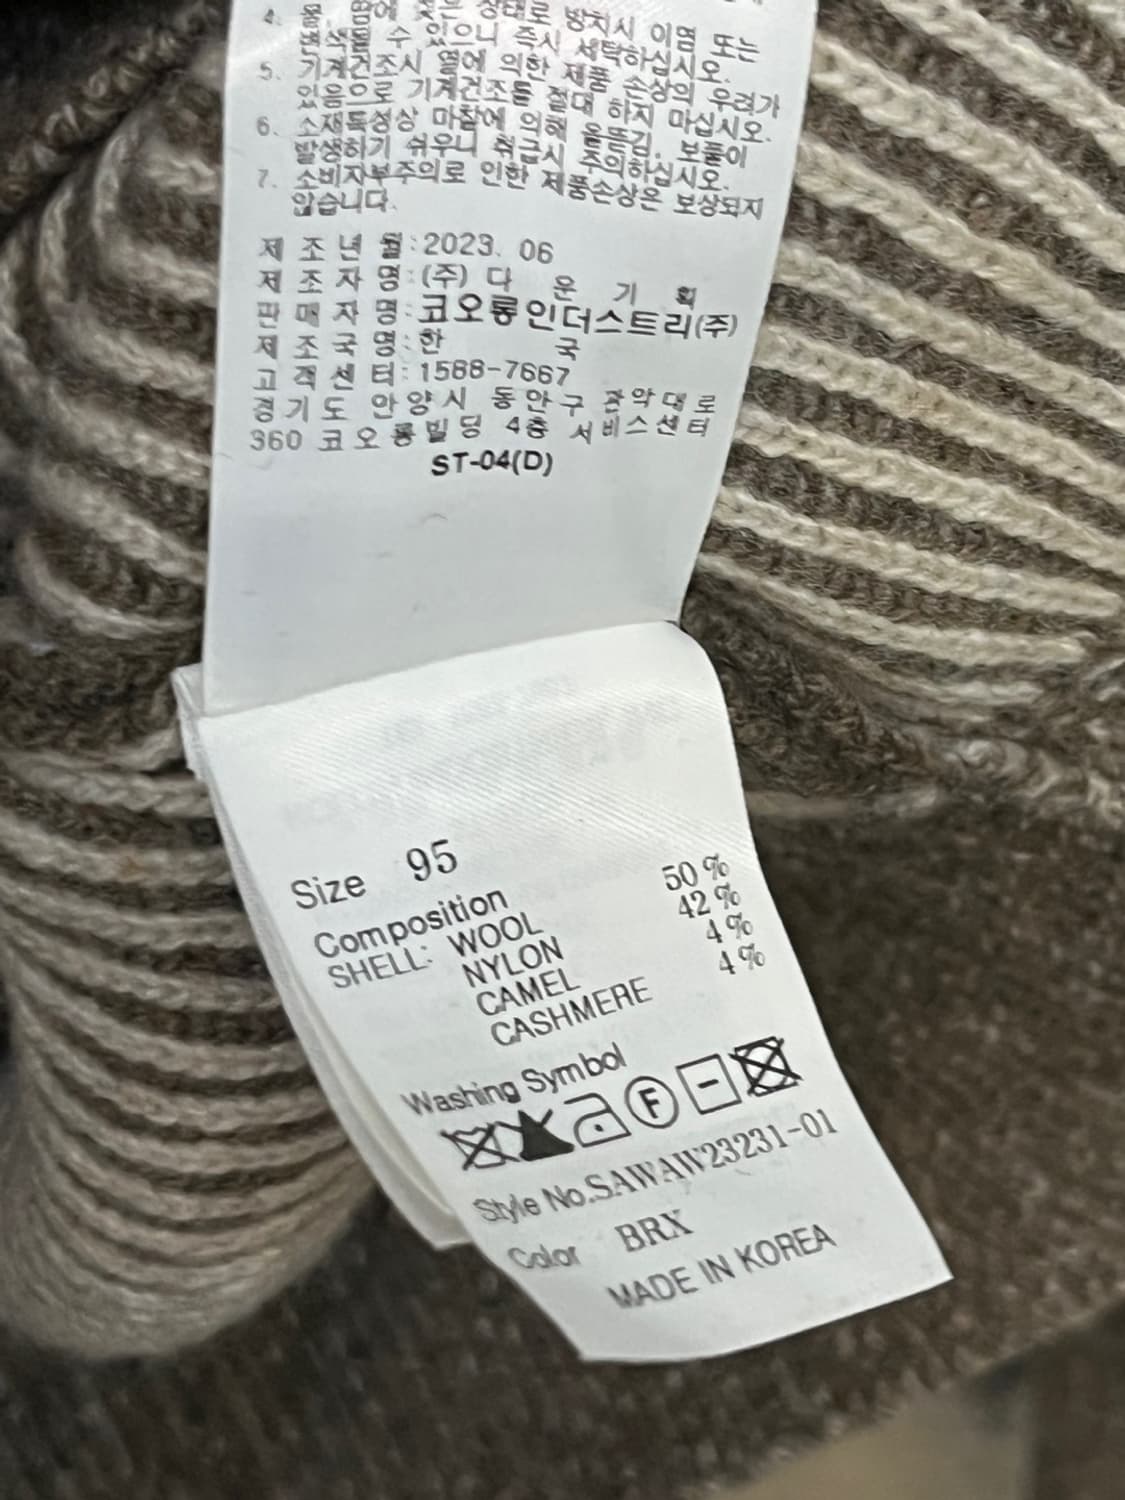 4. 물, 땀에 젖은 상태로 방치시 이염 또는
변색될 수 있으니 즉시 세탁하십시오.
5. 기계건조시 열에 의한 제품 손상의 우려가
있음으로 기계건조를 절대 하지 마십시오.
6. 소재특성상 마찰에 의해 올뜯김, 보풀이
발생하기 쉬우니 취급시 주의하십시오.
7. 소비자부주의로 인한 제품손상은 보상되지
않습니다.
제 조 년 월:2023. 06
제 조 자 명:(주) 다 운 기 획
판 매 자 명:코오롱인더스트리(주)
제 조 국 명:한 국
고 객 센 터:1588-7667
경기도 안양시 동안구 관악대로
360 코오롱빌딩 4층 서비스센터
ST-04(D)
Size 95
Composition
SHELL: WOOL 50%
NYLON 42%
CAMEL 4%
CASHMERE 4%
Washing Symbol
F
Style No.SAWAW23231-01
Color BRX
MADE IN KOREA